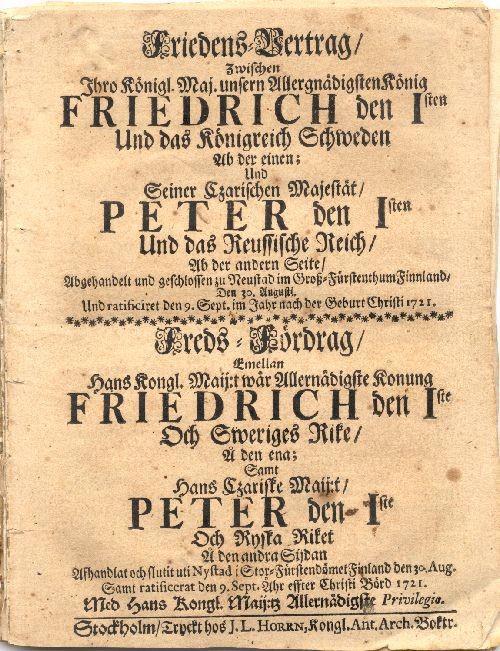 Friedens-Vertrag/
Zwischen
Ihro Königl. Maj. unsern Allergnädigsten König
FRIEDRICH den Isten
Und das Königreich Schweden
Ab der einen;
Und
Seiner Czarischen Majestät/
PETER den Isten
Und das Reussische Reich/
Ab der andern Seite/
Abgehandelt und geschlossen zu Neustad im Groß-Fürstenthum Finnland/
Den 30. Augusti.
Und ratificiret den 9. Sept. im Jahr nach der Geburt Christi 1721.
Freds-Fördrag/
Emellan
Hans Kongl. Maij:t wår Allernådigste Konung
FRIEDRICH den Iste
Och Sweriges Rike/
Å den ena;
Samt
Hans Czariske Maij:t/
PETER den Iste
Och Ryska Riket
Å den andra Sijdan
Afhandlat och slutit uti Nystad i Stor-Fürstendömet Finland den 30. Aug.
Samt ratificerat den 9. Sept. Åhr effter Christi Börd 1721.
Med Hans Kongl. Maij:tz Allernådigste Privilegio.
Stockholm/ Tryckt hos J. L. HORRN, Kongl. Ant. Arch. Boktr.